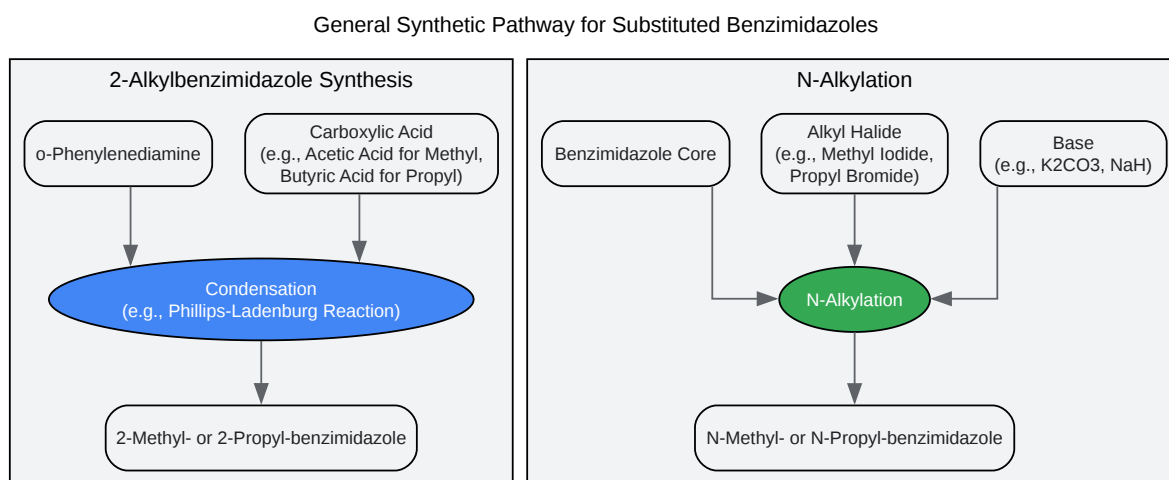 General Synthetic Pathway for Substituted Benzimidazoles
2-Alkylbenzimidazole Synthesis
o-Phenylenediamine
Carboxylic Acid
(e.g., Acetic Acid for Methyl,
Butyric Acid for Propyl)
Condensation
(e.g., Phillips-Ladenburg Reaction)
2-Methyl- or 2-Propyl-benzimidazole
N-Alkylation
Benzimidazole Core
Alkyl Halide
(e.g., Methyl Iodide,
Propyl Bromide)
Base
(e.g., K2CO3, NaH)
N-Alkylation
N-Methyl- or N-Propyl-benzimidazole